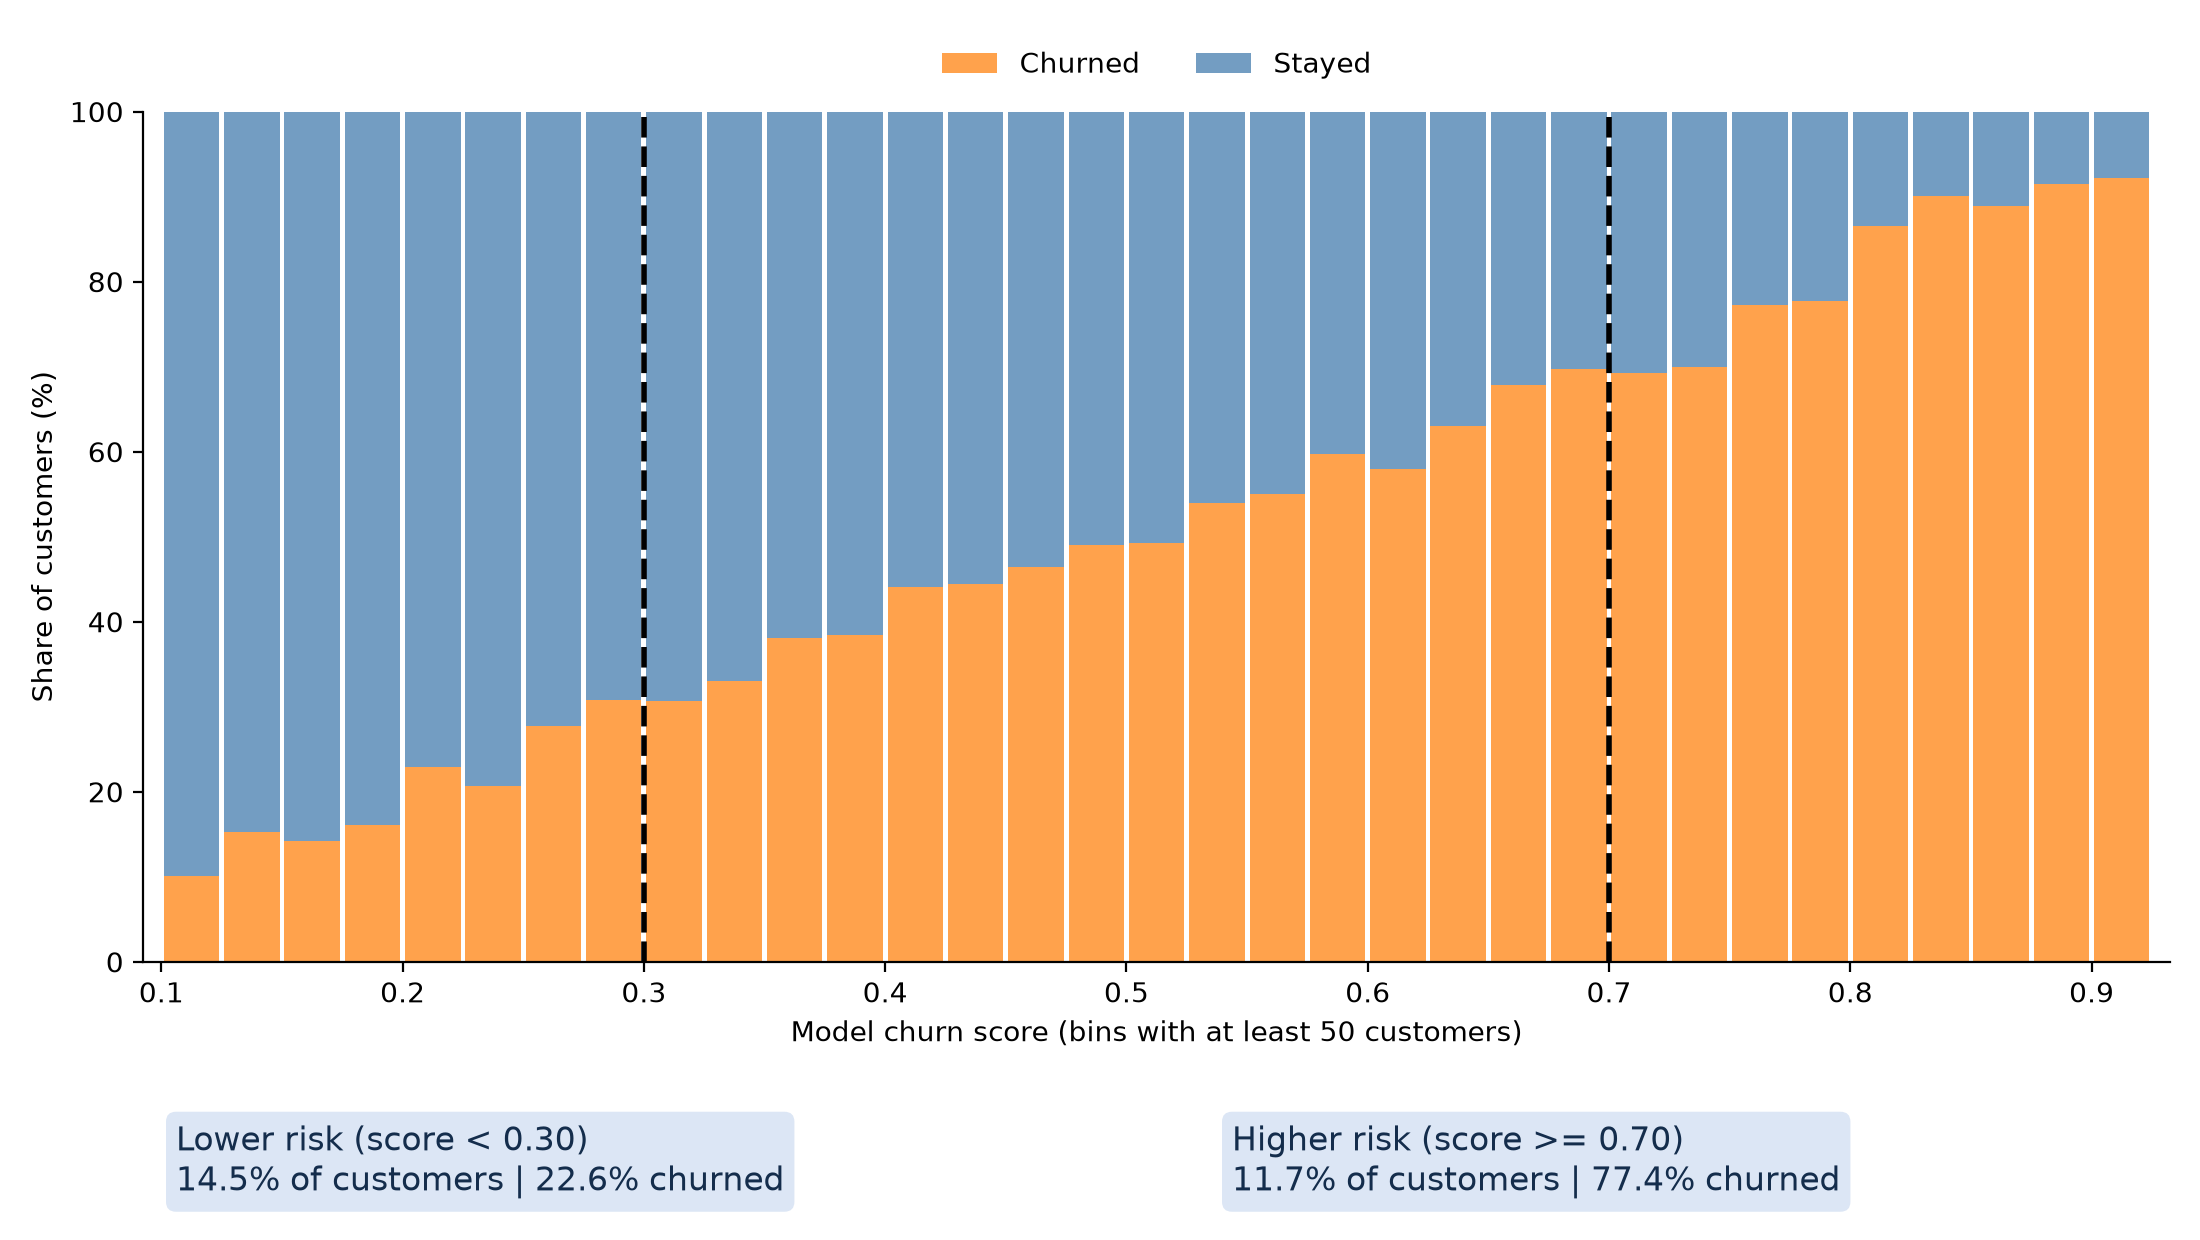 Churned Stayed
100
80
60
40
20
0
Share of customers (%)
0.1 0.2 0.3 0.4 0.5 0.6 0.7 0.8 0.9
Model churn score (bins with at least 50 customers)
Lower risk (score < 0.30)
14.5% of customers | 22.6% churned
Higher risk (score >= 0.70)
11.7% of customers | 77.4% churned